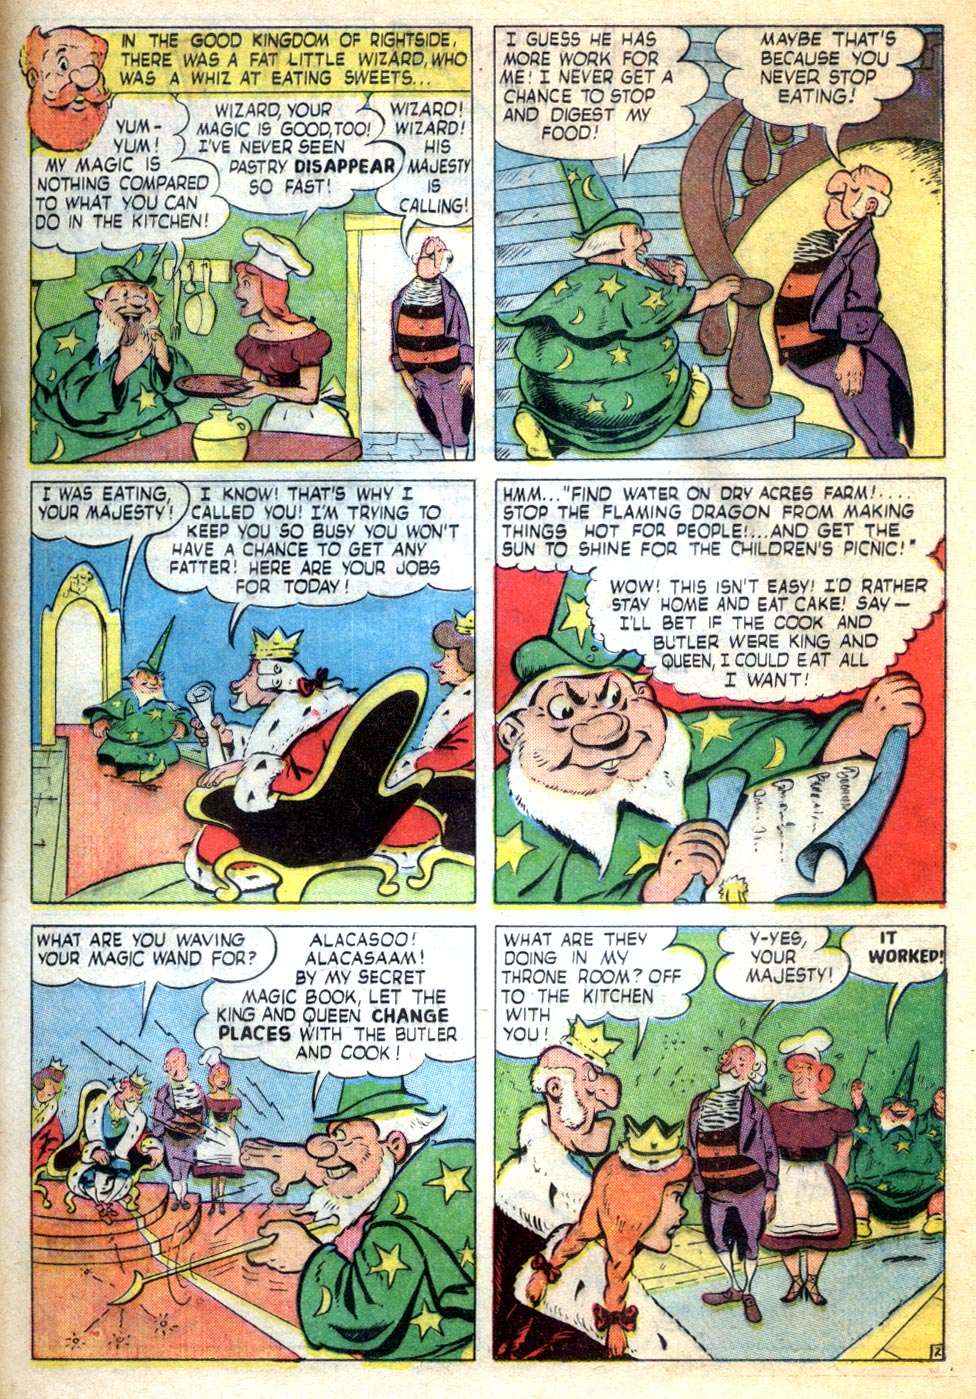 IN THE GOOD KINGDOM OF RIGHTSIDE,
THERE WAS A FAT LITTLE WIZARD, WHO
WAS A WHIZ AT EATING SWEETS...
YUM-
YUM!
MY MAGIC IS
NOTHING COMPARED
TO WHAT YOU CAN
DO IN THE KITCHEN!
WIZARD, YOUR
MAGIC IS GOOD, TOO!
I'VE NEVER SEEN
PASTRY DISAPPEAR
SO FAST!
WIZARD!
WIZARD!
HIS
MAJESTY
IS
CALLING!
I GUESS HE HAS
MORE WORK FOR
ME! I NEVER GET A
CHANCE TO STOP
AND DIGEST MY
FOOD!
MAYBE THAT'S
BECAUSE YOU
NEVER STOP
EATING!
I WAS EATING,
YOUR MAJESTY!
I KNOW! THAT'S WHY I
CALLED YOU! I'M TRYING TO
KEEP YOU SO BUSY YOU WON'T
HAVE A CHANCE TO GET ANY
FATTER! HERE ARE YOUR JOBS
FOR TODAY!
HMM..."FIND WATER ON DRY ACRES FARM!....
STOP THE FLAMING DRAGON FROM MAKING
THINGS HOT FOR PEOPLE!...AND GET THE
SUN TO SHINE FOR THE CHILDREN'S PICNIC!"
WOW! THIS ISN'T EASY! I'D RATHER
STAY HOME AND EAT CAKE! SAY—
I'LL BET IF THE COOK AND
BUTLER WERE KING AND
QUEEN, I COULD EAT ALL
I WANT!
WHAT ARE YOU WAVING
YOUR MAGIC WAND FOR?
ALACASOO!
ALACASAAM!
BY MY SECRET
MAGIC BOOK, LET THE
KING AND QUEEN CHANGE
PLACES WITH THE BUTLER
AND COOK!
WHAT ARE THEY
DOING IN MY
THRONE ROOM? OFF
TO THE KITCHEN
WITH
YOU!
Y-YES,
YOUR
MAJESTY!
IT
WORKED!
2